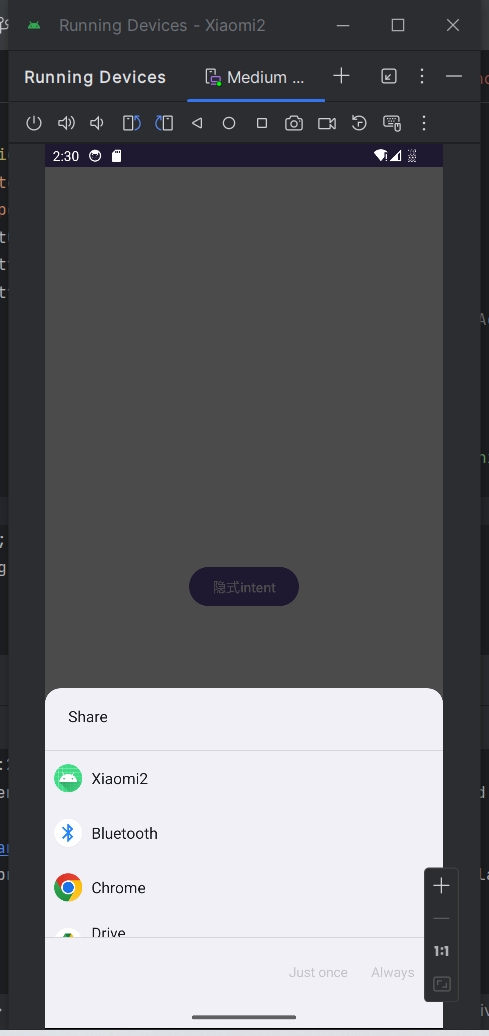 Running Devices - Xiaomi2
Running Devices
Medium ...
2:30
隐式intent
Share
Xiaomi2
Bluetooth
Chrome
Drive
Just once
Always
1:1